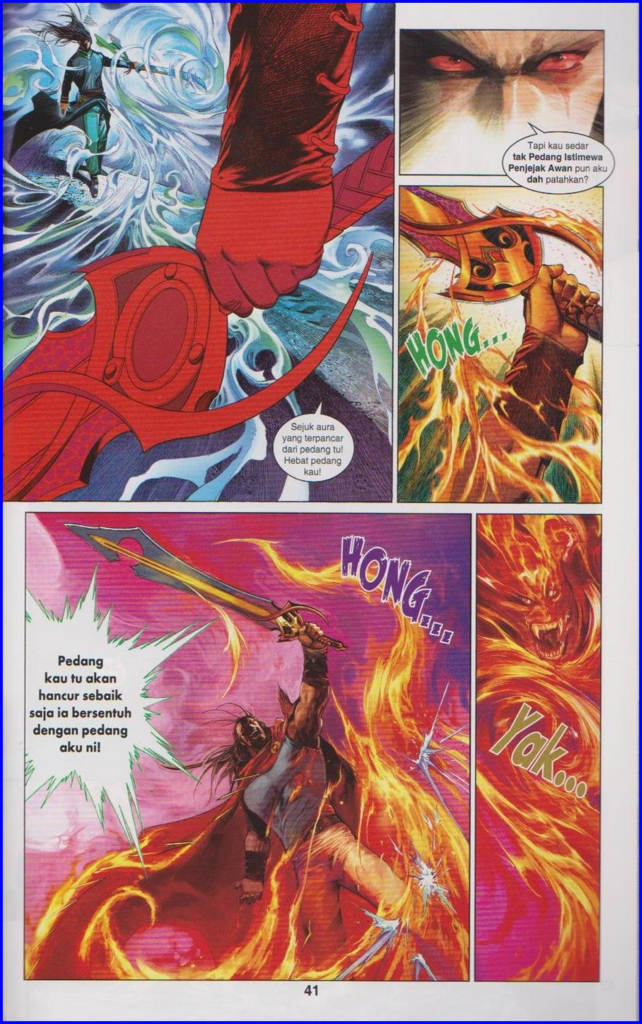 Sejuk aura
yang terpancar
dari pedang tu!
Hebat pedang
kau!
Tapi kau sedar
tak Pedang Istimewa
Penjejak Awan pun aku
dah patahkan?
HONG...
Pedang
kau tu akan
hancur sebaik
saja ia bersentuh
dengan pedang
aku ni!
HONG...
Yak...
41